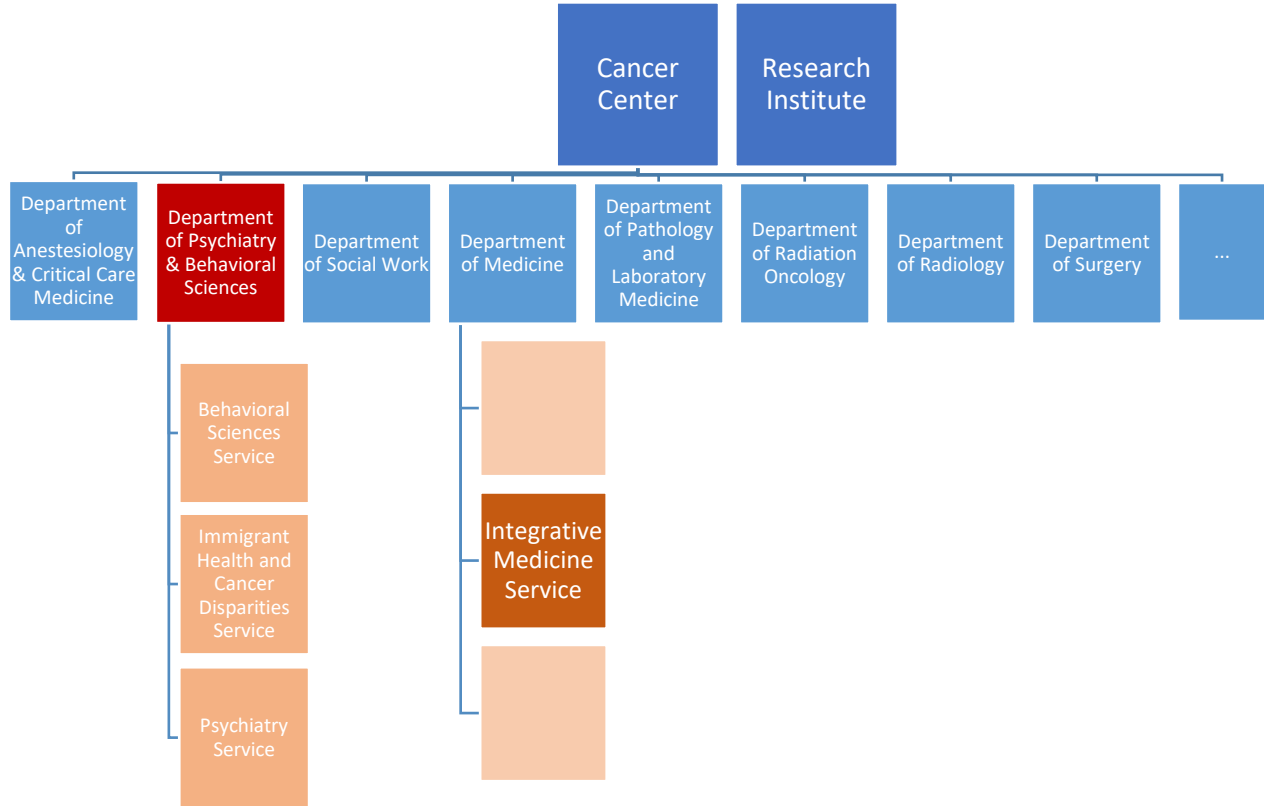 Cancer
Center
Research
Institute
Department
of
Anestesiology
& Critical Care
Medicine
Department
of Psychiatry
& Behavioral
Sciences
Department
of Social Work
Department
of Medicine
Department
of Pathology
and
Laboratory
Medicine
Department
of Radiation
Oncology
Department
of Radiology
Department
of Surgery
...
Behavioral
Sciences
Service
Immigrant
Health and
Cancer
Disparities
Service
Psychiatry
Service
Integrative
Medicine
Service